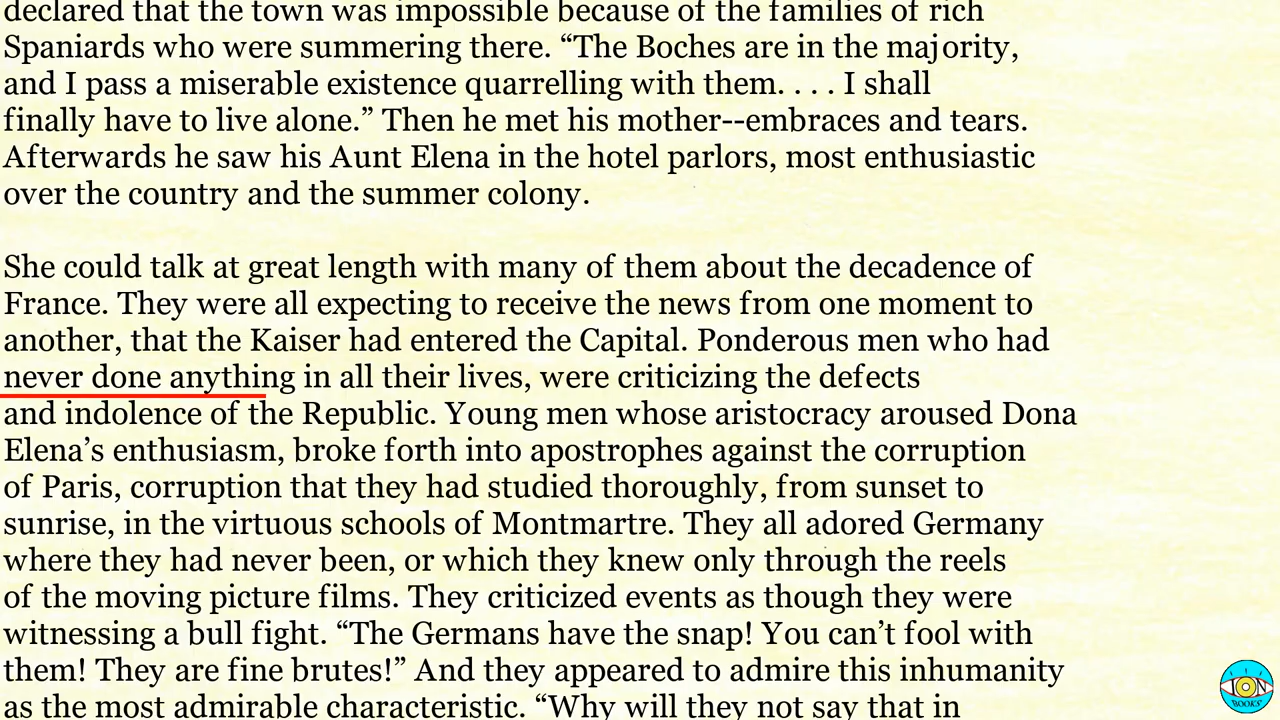 declared that the town was impossible because of the families of rich
Spaniards who were summering there. “The Boches are in the majority,
and I pass a miserable existence quarrelling with them. . . . I shall
finally have to live alone.” Then he met his mother--embraces and tears.
Afterwards he saw his Aunt Elena in the hotel parlors, most enthusiastic
over the country and the summer colony.

She could talk at great length with many of them about the decadence of
France. They were all expecting to receive the news from one moment to
another, that the Kaiser had entered the Capital. Ponderous men who had
never done anything in all their lives, were criticizing the defects
and indolence of the Republic. Young men whose aristocracy aroused Dona
Elena’s enthusiasm, broke forth into apostrophes against the corruption
of Paris, corruption that they had studied thoroughly, from sunset to
sunrise, in the virtuous schools of Montmartre. They all adored Germany
where they had never been, or which they knew only through the reels
of the moving picture films. They criticized events as though they were
witnessing a bull fight. “The Germans have the snap! You can’t fool with
them! They are fine brutes!” And they appeared to admire this inhumanity
as the most admirable characteristic. “Why will they not say that in
ION
BOOKS